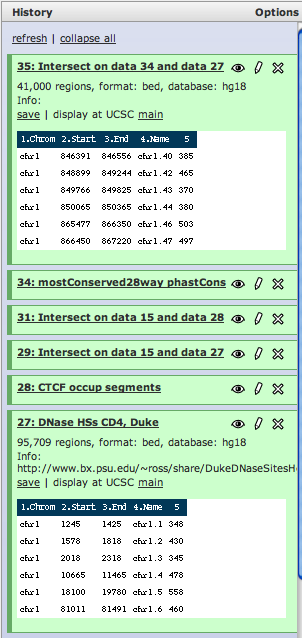 History Options
refresh | collapse all
35: Intersect on data 34 and data 27
41,000 regions, format: bed, database: hg18
Info:
save | display at UCSC main
1.Chrom 2.Start 3.End 4.Name 5
chr1 846391 846556 chr1.40 385
chr1 848899 849244 chr1.42 465
chr1 849766 849825 chr1.43 370
chr1 850065 850365 chr1.44 380
chr1 865477 866350 chr1.46 503
chr1 866450 867220 chr1.47 497
34: mostConserved28way phastCons
31: Intersect on data 15 and data 28
29: Intersect on data 15 and data 27
28: CTCF occup segments
27: DNase HSs CD4, Duke
95,709 regions, format: bed, database: hg18
Info:
http://www.bx.psu.edu/~ross/share/DukeDNaseSitesH
save | display at UCSC main
1.Chrom 2.Start 3.End 4.Name 5
chr1 1245 1425 chr1.1 348
chr1 1578 1818 chr1.2 430
chr1 2018 2318 chr1.3 345
chr1 10665 11465 chr1.4 478
chr1 18100 19780 chr1.5 558
chr1 81011 81491 chr1.6 460